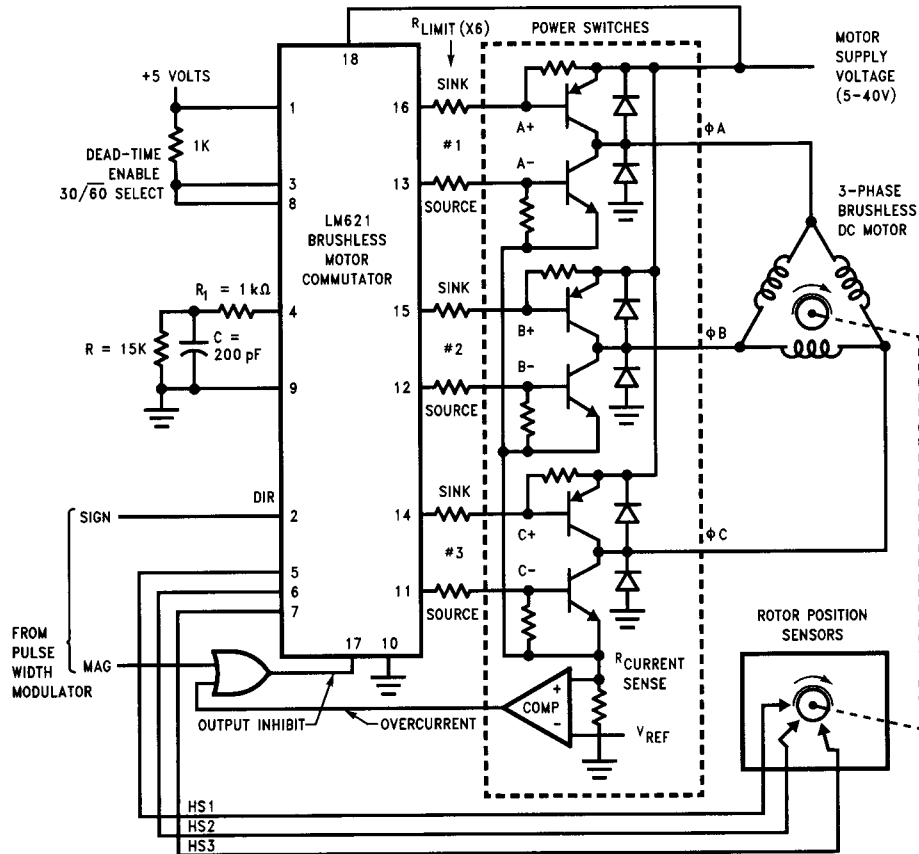 R LIMIT (X6)
POWER SWITCHES
MOTOR
SUPPLY
VOLTAGE
(5-40V)
+5 VOLTS
18
1
1K
DEAD-TIME
ENABLE
30/60 SELECT
3
8
LM621
BRUSHLESS
MOTOR
COMMUTATOR
16
SINK
A+
#1
A-
13
SOURCE
ϕA
3-PHASE
BRUSHLESS
DC MOTOR
R1 = 1 kΩ
4
R = 15K
C =
200 pF
9
SINK
15
B+
#2
B-
12
SOURCE
ϕB
SINK
14
C+
#3
C-
11
SOURCE
ϕC
DIR
SIGN
2
5
6
7
FROM
PULSE
WIDTH
MODULATOR
MAG
17
10
OUTPUT INHIBIT
OVERCURRENT
COMP
+
-
R CURRENT
SENSE
VREF
ROTOR POSITION
SENSORS
HS1
HS2
HS3